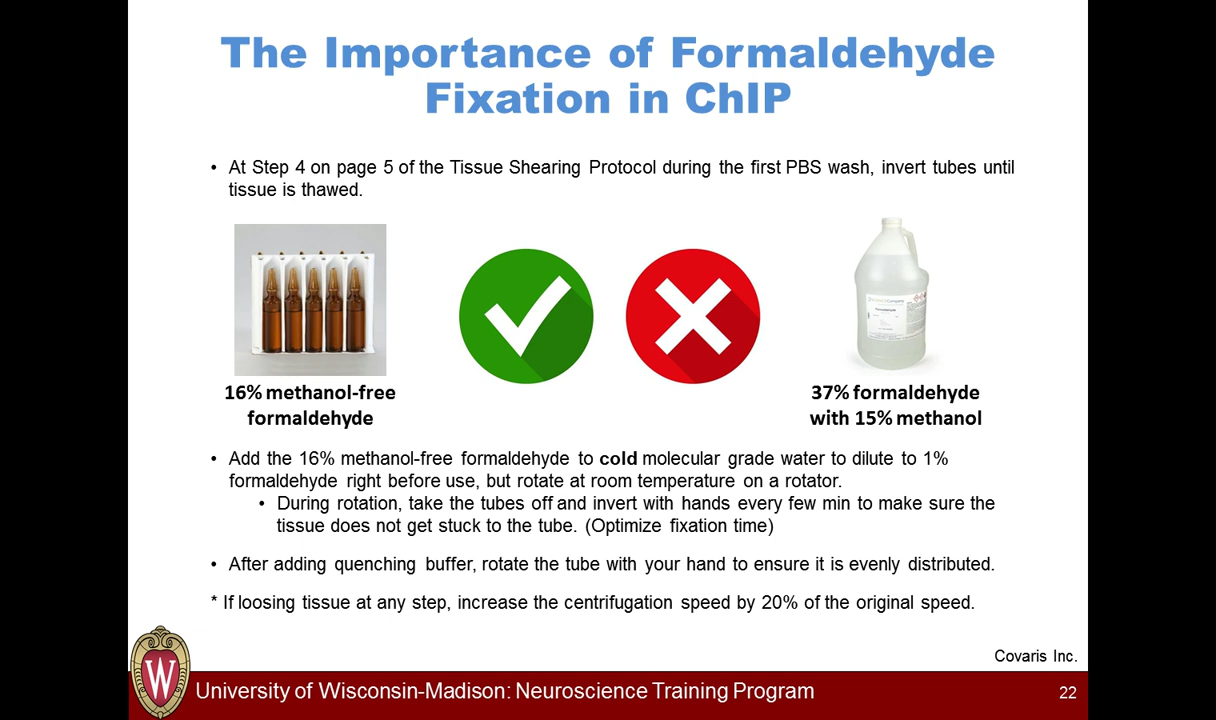 The Importance of Formaldehyde
Fixation in ChIP
• At Step 4 on page 5 of the Tissue Shearing Protocol during the first PBS wash, invert tubes until
tissue is thawed.
16% methanol-free
formaldehyde
37% formaldehyde
with 15% methanol
• Add the 16% methanol-free formaldehyde to cold molecular grade water to dilute to 1%
formaldehyde right before use, but rotate at room temperature on a rotator.
• During rotation, take the tubes off and invert with hands every few min to make sure the
tissue does not get stuck to the tube. (Optimize fixation time)
• After adding quenching buffer, rotate the tube with your hand to ensure it is evenly distributed.
* If loosing tissue at any step, increase the centrifugation speed by 20% of the original speed.
Covaris Inc.
W
University of Wisconsin-Madison: Neuroscience Training Program
22